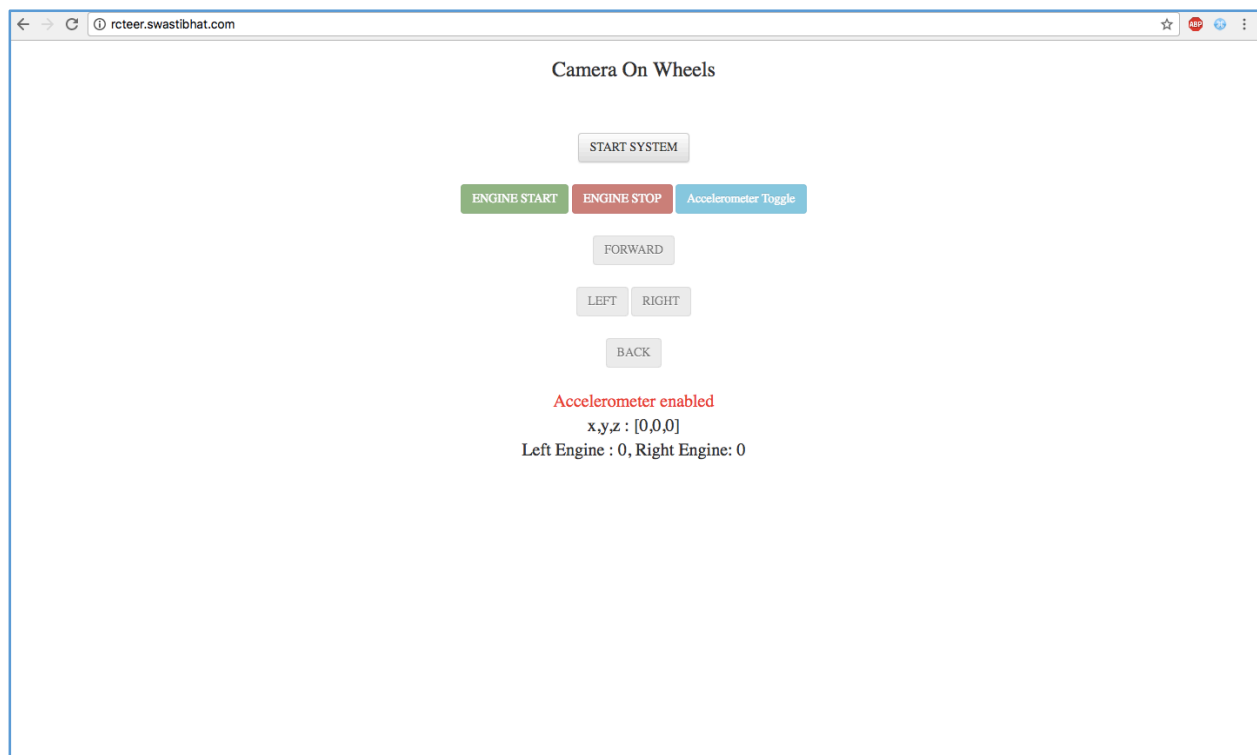 rcteer.swastibhat.com
ABP
Camera On Wheels
START SYSTEM
ENGINE START ENGINE STOP Accelerometer Toggle
FORWARD
LEFT RIGHT
BACK
Accelerometer enabled
x,y,z : [0,0,0]
Left Engine : 0, Right Engine: 0